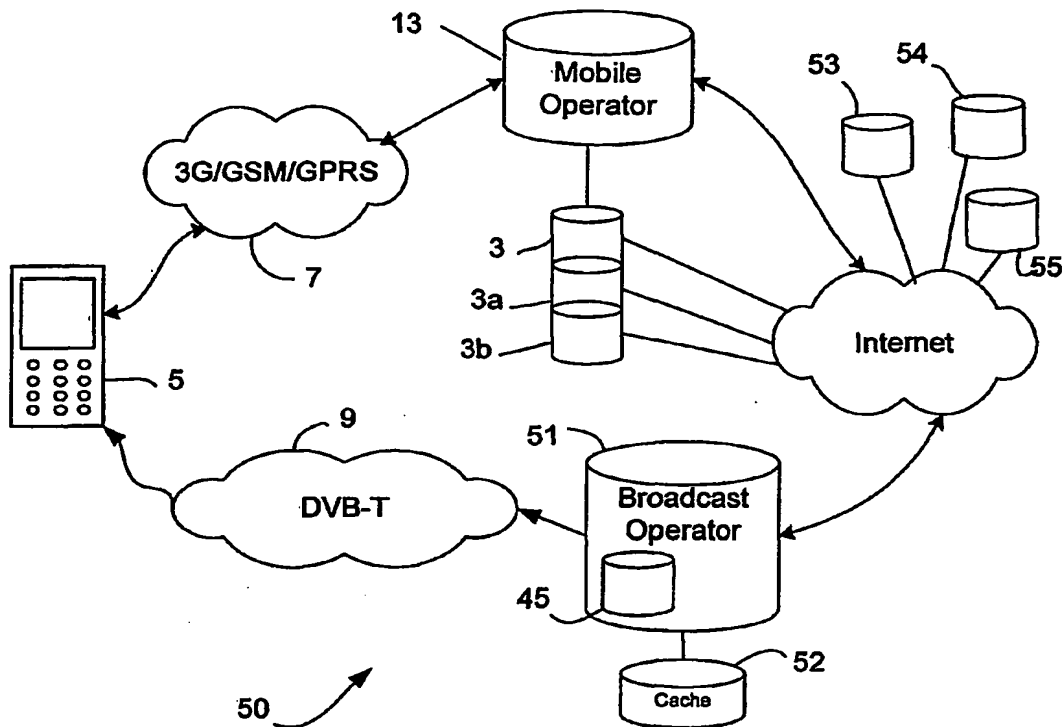 13
Mobile
Operator
53
54
55
3G/GSM/GPRS
7
3
3a
3b
Internet
5
9
DVB-T
51
Broadcast
Operator
45
52
Cache
50